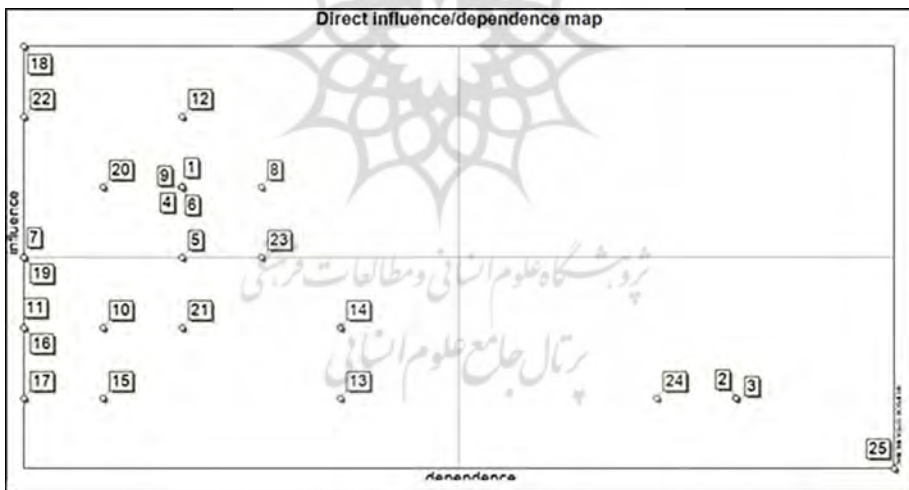 Direct influence/dependence map
18
22 12
20 9 1 8
4 6
7 5 23
influence
19
پژوهشگاه علوم انسانی و مطالعات فرهنگی
11 10 21 14
16
پرتال جامع علوم انسانی
17 15 13 24 2 3
25
dependence